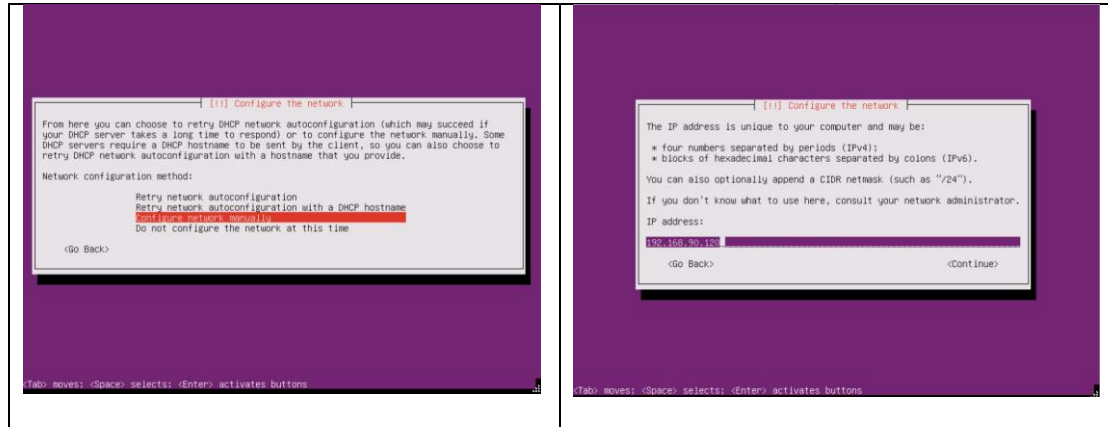 [!!] Configure the network
From here you can choose to retry DHCP network autoconfiguration (which may succeed if
your DHCP server takes a long time to respond) or to configure the network manually. Some
DHCP servers require a DHCP hostname to be sent by the client, so you can also choose to
retry DHCP network autoconfiguration with a hostname that you provide.
Network configuration method:
Retry network autoconfiguration
Retry network autoconfiguration with a DHCP hostname
Configure network manually
Do not configure the network at this time
<Go Back>
<Tab> moves; <Space> selects; <Enter> activates buttons
[!!] Configure the network
The IP address is unique to your computer and may be:
* four numbers separated by periods (IPv4);
* blocks of hexadecimal characters separated by colons (IPv6).
You can also optionally append a CIDR netmask (such as "/24").
If you don't know what to use here, consult your network administrator.
IP address:
192.168.90.120
<Go Back> <Continue>
<Tab> moves; <Space> selects; <Enter> activates buttons